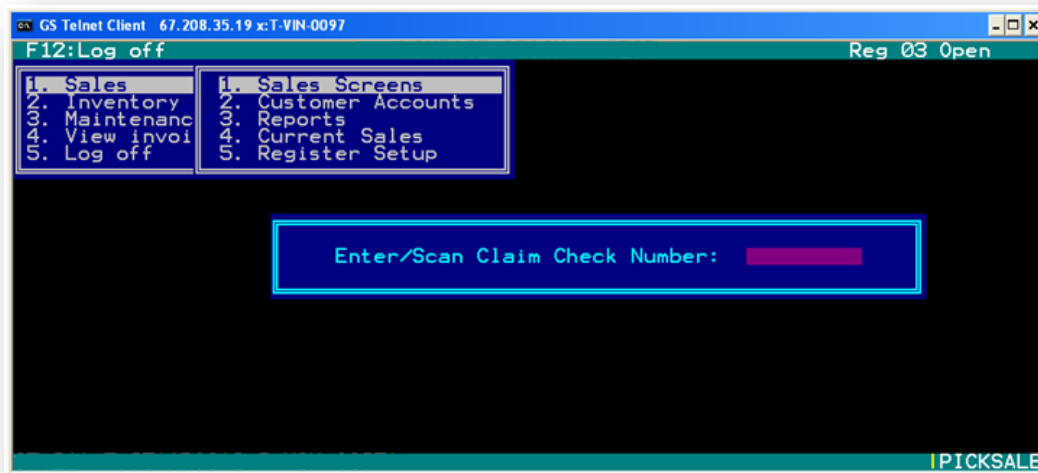 GS Telnet Client 67.208.35.19 x:T-VIN-0097
F12:Log off Reg 03 Open
1. Sales
2. Inventory
3. Maintenanc
4. View invoi
5. Log off
1. Sales Screens
2. Customer Accounts
3. Reports
4. Current Sales
5. Register Setup
Enter/Scan Claim Check Number:
PICKSALE